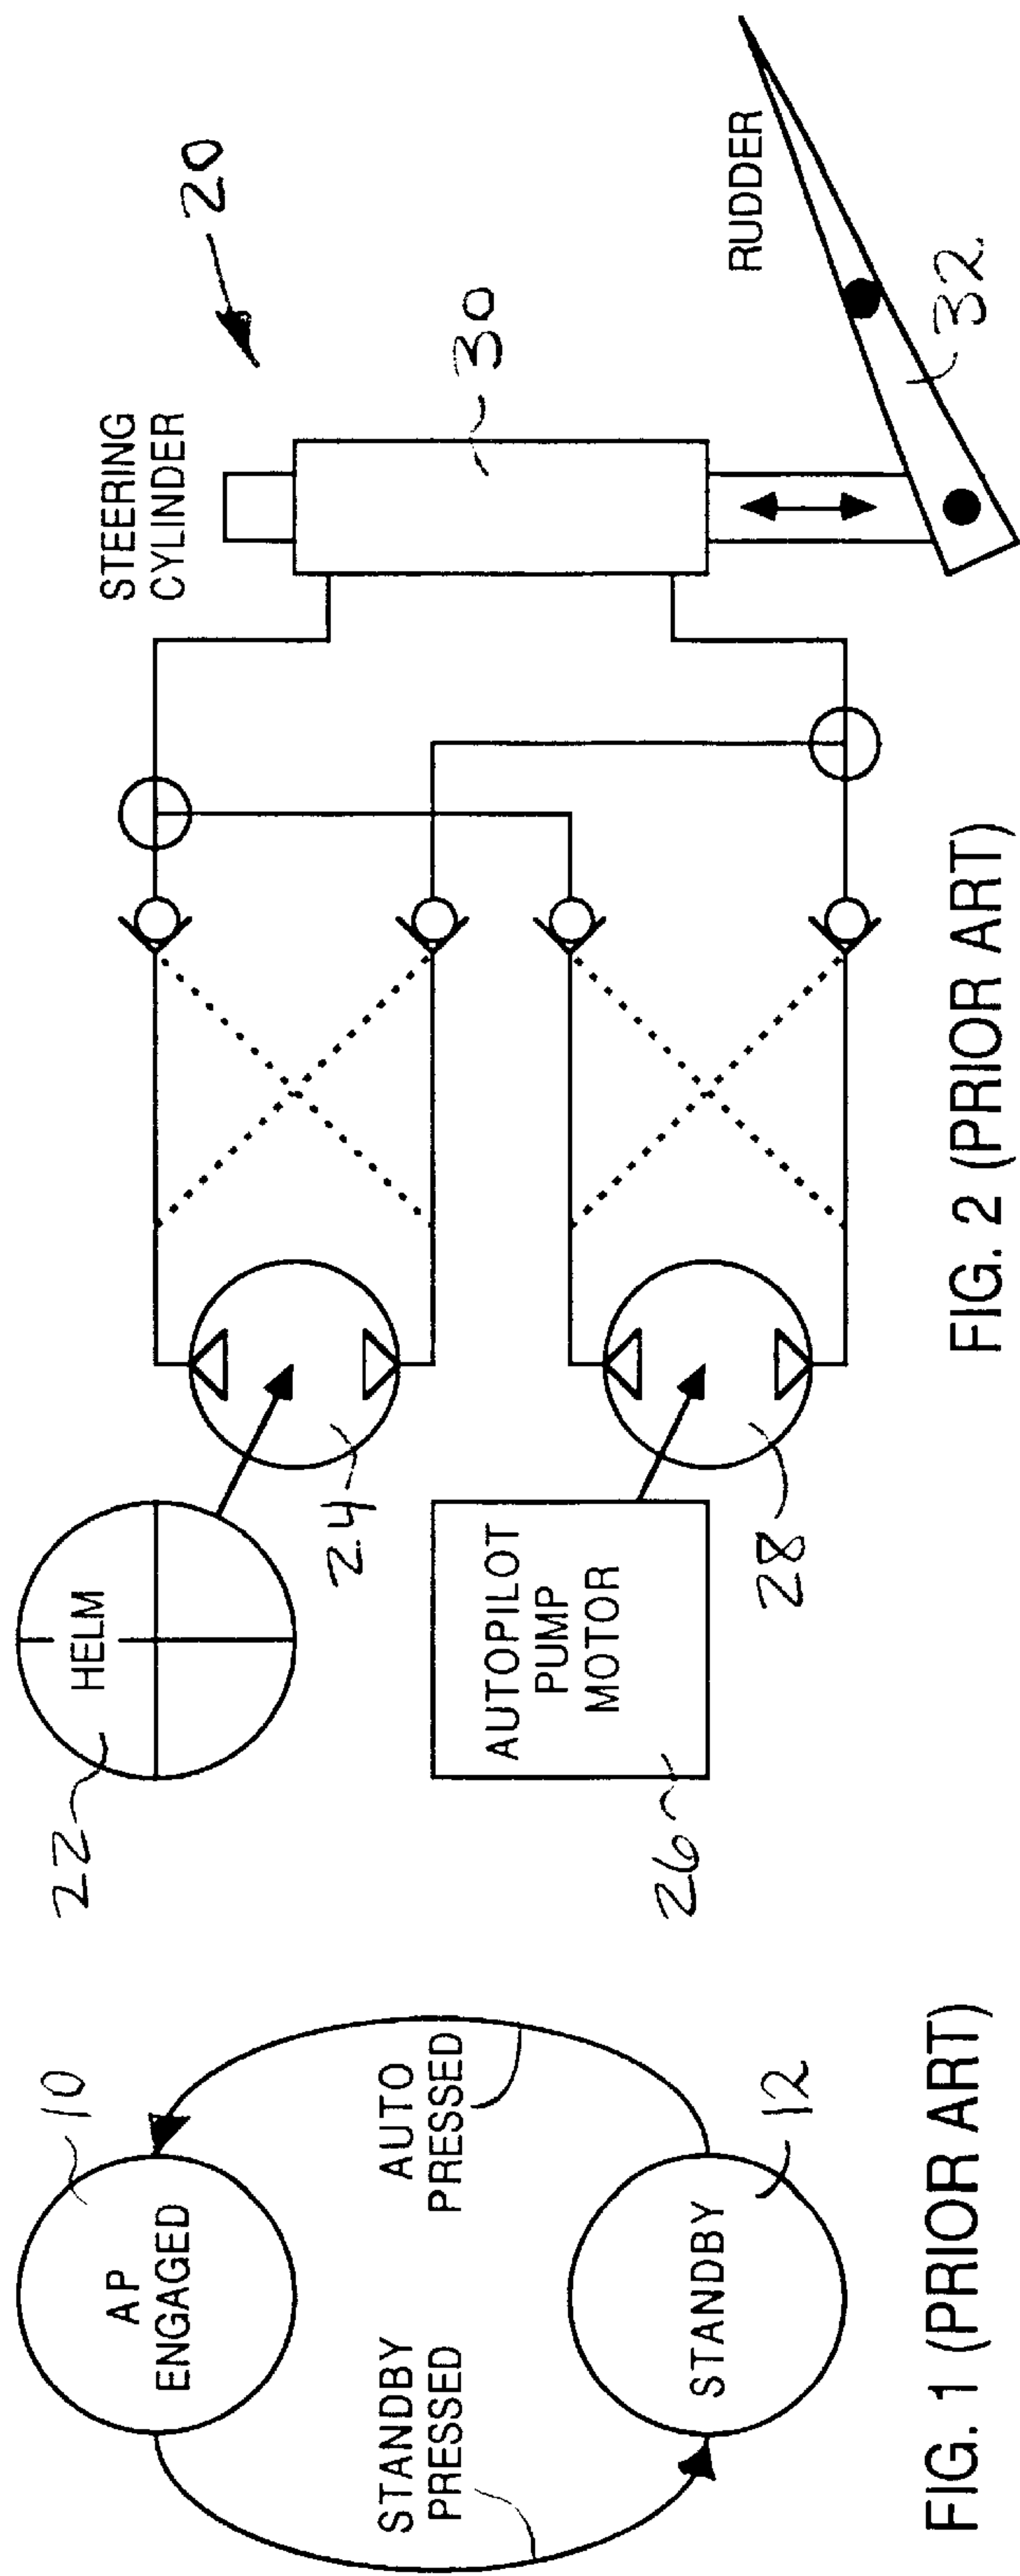 10
AP
ENGAGED
STANDBY
PRESSED
AUTO
PRESSED
STANDBY
12
FIG. 1 (PRIOR ART)
22
HELM
24
AUTOPILOT
PUMP
MOTOR
26
28
STEERING
CYLINDER
20
30
RUDDER
32
FIG. 2 (PRIOR ART)